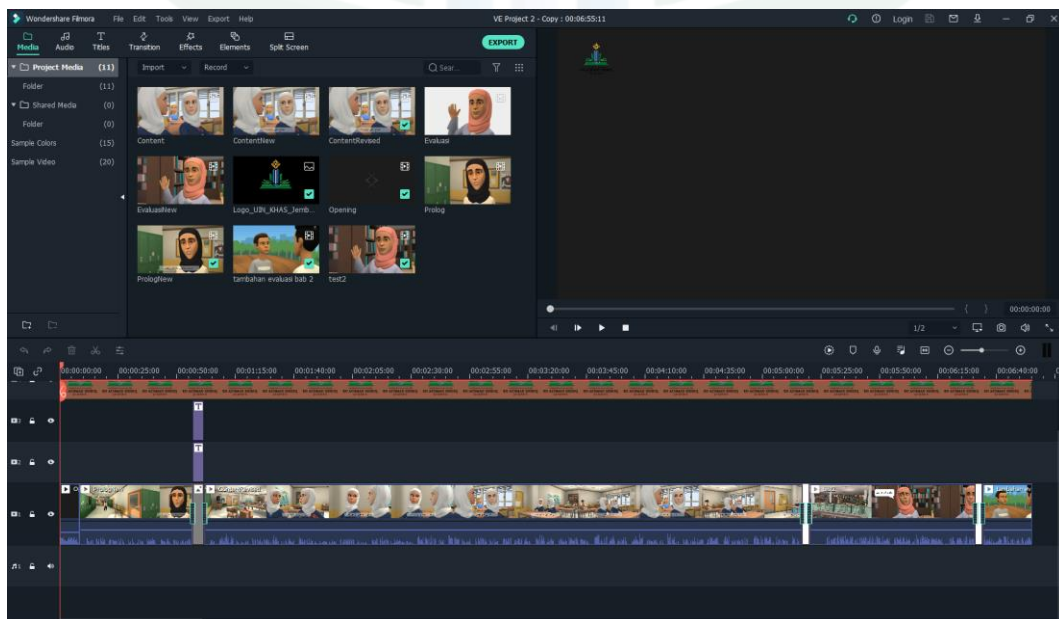 Wondershare Filmora File Edit Tools View Export Help VE Project 2 - Copy : 00:06:55:11 Login
Media Audio Titles Transition Effects Elements Split Screen EXPORT
Project Media (11) Import Record Sear...
Folder (11)
Shared Media (0)
Folder (0)
Sample Colors (15)
Sample Video (20)
Content ContentNew ContentRevised Evaluasi
EvaluasiNew Logo_UIN_KHAS_Jemb... Opening Prolog
PrologNew tambahan evaluasi bab 2 test2
00:00:00:00
1/2
00:00:00:00 00:00:25:00 00:00:50:00 00:01:15:00 00:01:40:00 00:02:05:00 00:02:30:00 00:02:55:00 00:03:20:00 00:03:45:00 00:04:10:00 00:04:35:00 00:05:00:00 00:05:25:00 00:05:50:00 00:06:15:00 00:06:40:00
T
T
PrologNew ContentRevised